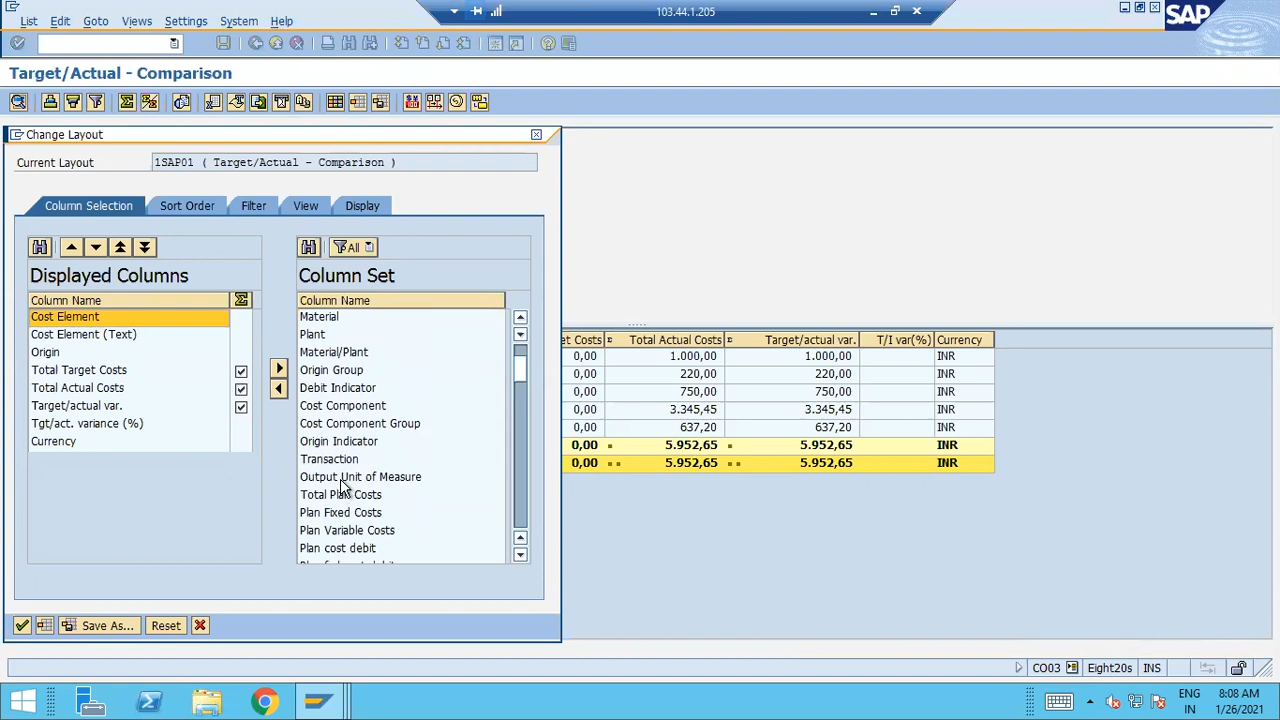 List Edit Goto Views Settings System Help
103.44.1.205
SAP
Target/Actual - Comparison
Change Layout
Current Layout 1SAP01 ( Target/Actual - Comparison )
Column Selection Sort Order Filter View Display
All
Displayed Columns
Column Name
Cost Element
Cost Element (Text)
Origin
Total Target Costs
Total Actual Costs
Target/actual var.
Tgt/act. variance (%)
Currency
Column Set
Column Name
Material
Plant
Material/Plant
Origin Group
Debit Indicator
Cost Component
Cost Component Group
Origin Indicator
Transaction
Output Unit of Measure
Total Plan Costs
Plan Fixed Costs
Plan Variable Costs
Plan cost debit
Save As... Reset
et Costs Total Actual Costs Target/actual var. T/I var(%) Currency
0,00 1.000,00 1.000,00 INR
0,00 220,00 220,00 INR
0,00 750,00 750,00 INR
0,00 3.345,45 3.345,45 INR
0,00 637,20 637,20 INR
0,00 5.952,65 5.952,65 INR
0,00 5.952,65 5.952,65 INR
CO03 Eight20s INS
ENG 8:08 AM
IN 1/26/2021